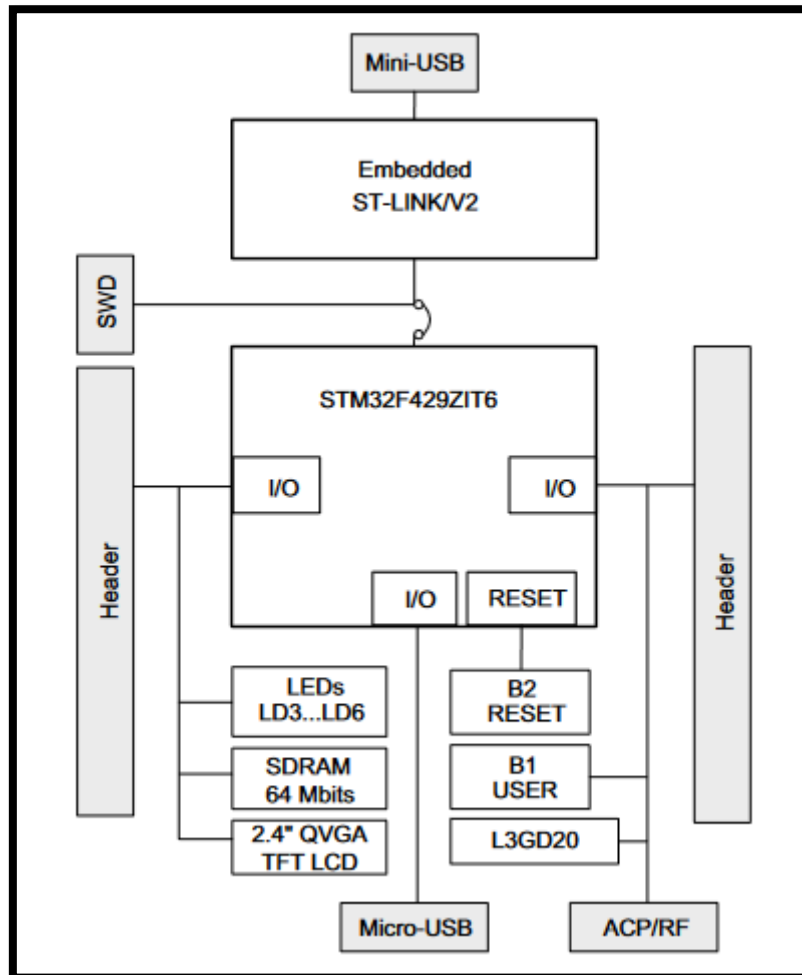 Mini-USB
Embedded
ST-LINK/V2
SWD
STM32F429ZIT6
I/O
I/O
Header
Header
I/O
RESET
LEDs
LD3...LD6
B2
RESET
SDRAM
64 Mbits
B1
USER
2.4" QVGA
TFT LCD
L3GD20
Micro-USB
ACP/RF